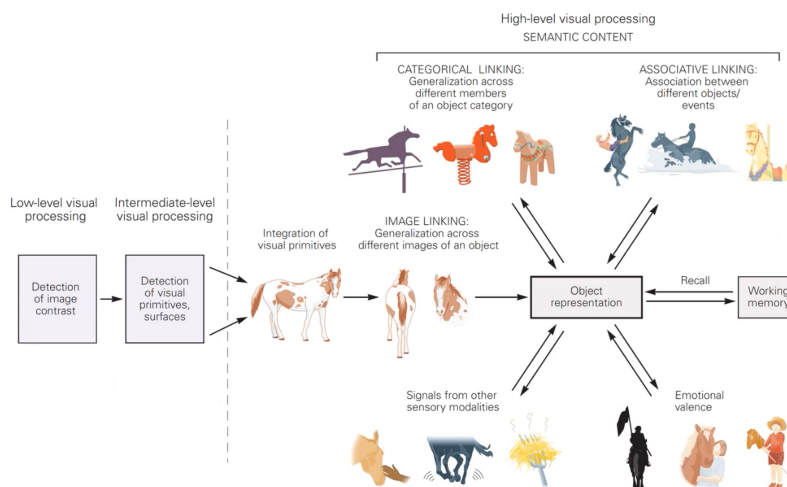 High-level visual processing
SEMANTIC CONTENT
CATEGORICAL LINKING:
Generalization across
different members
of an object category
ASSOCIATIVE LINKING:
Association between
different objects/
events
Low-level visual
processing
Intermediate-level
visual processing
Integration of
visual primitives
IMAGE LINKING:
Generalization across
different images of an object
Detection
of image
contrast
Detection
of visual
primitives,
surfaces
Object
representation
Recall
Working
memory
Signals from other
sensory modalities
Emotional
valence